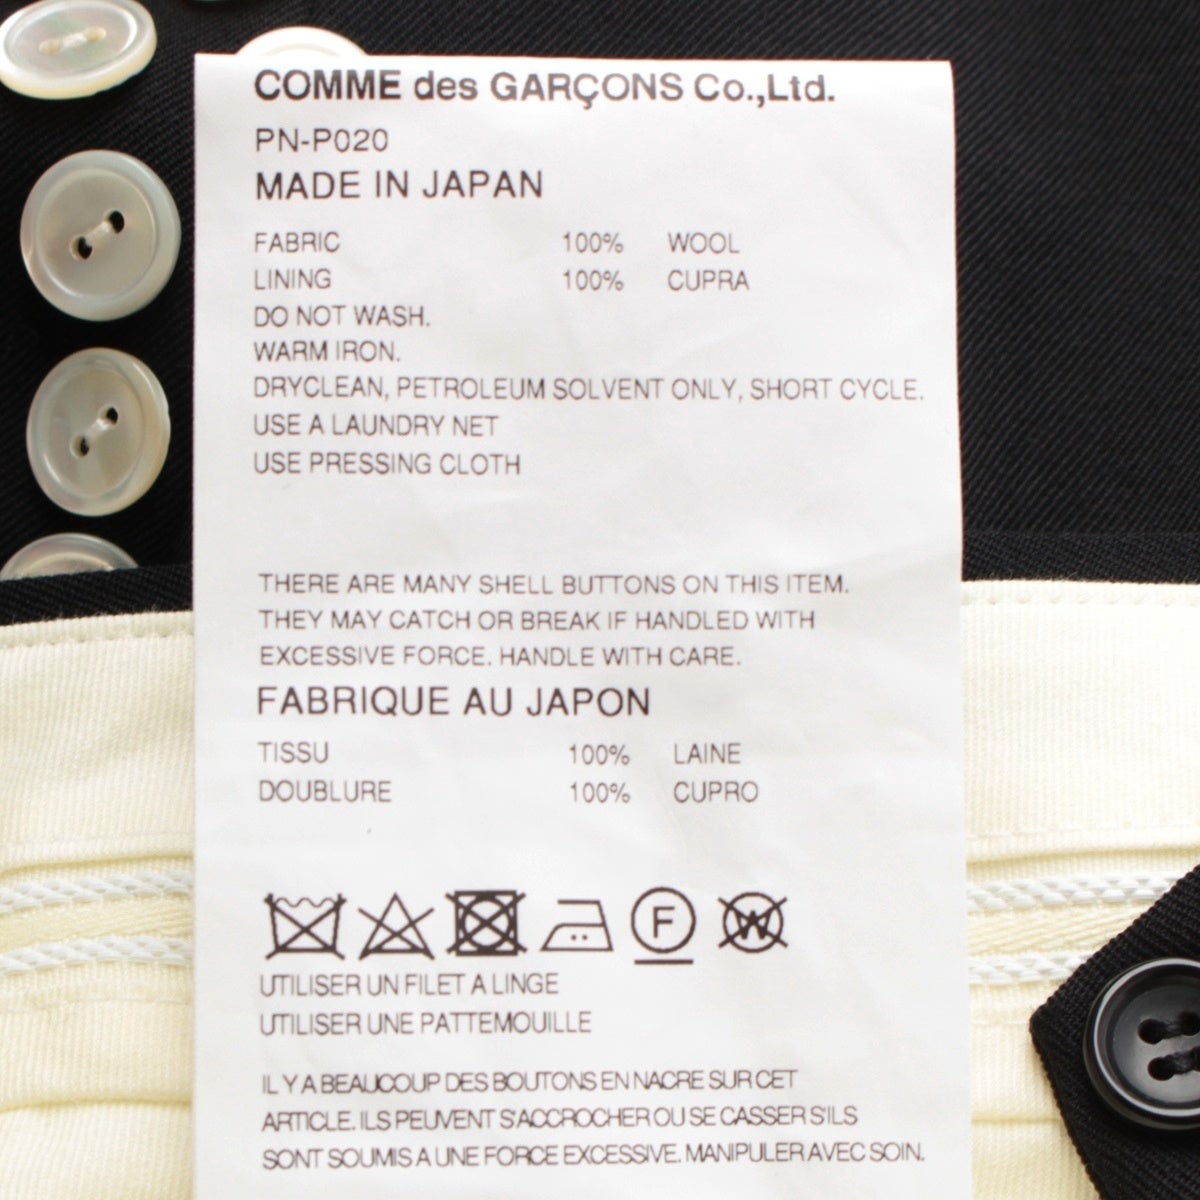 COMME des GARÇONS Co.,Ltd.
PN-P020
MADE IN JAPAN
FABRIC 100% WOOL
LINING 100% CUPRA
DO NOT WASH.
WARM IRON.
DRYCLEAN, PETROLEUM SOLVENT ONLY, SHORT CYCLE.
USE A LAUNDRY NET
USE PRESSING CLOTH
THERE ARE MANY SHELL BUTTONS ON THIS ITEM.
THEY MAY CATCH OR BREAK IF HANDLED WITH
EXCESSIVE FORCE. HANDLE WITH CARE.
FABRIQUE AU JAPON
TISSU 100% LAINE
DOUBLURE 100% CUPRO
F W
UTILISER UN FILET A LINGE
UTILISER UNE PATTEMOUILLE
IL Y A BEAUCOUP DES BOUTONS EN NACRE SUR CET
ARTICLE. ILS PEUVENT S'ACCROCHER OU SE CASSER S'ILS
SONT SOUMIS A UNE FORCE EXCESSIVE. MANIPULER AVEC SOIN.